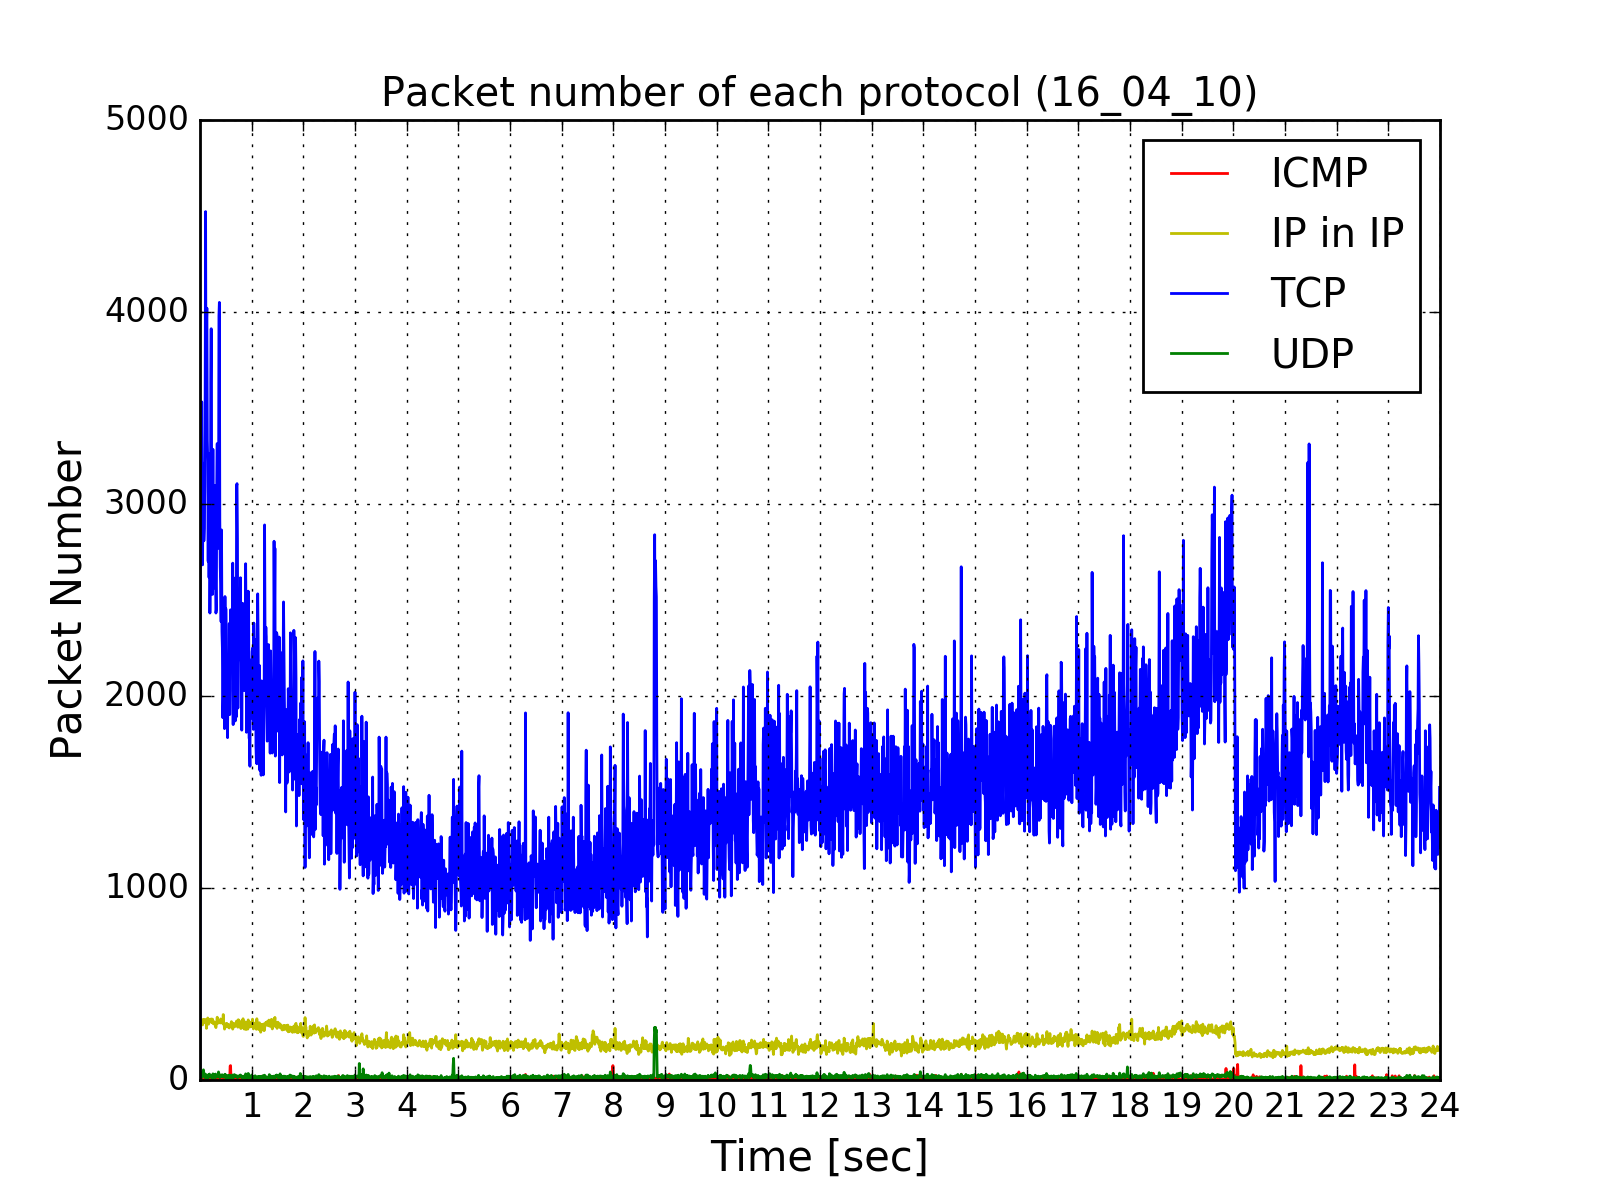 Packet number of each protocol (16_04_10)
5000
4000
3000
2000
1000
0
Packet Number
ICMP
IP in IP
TCP
UDP
1 2 3 4 5 6 7 8 9 10 11 12 13 14 15 16 17 18 19 20 21 22 23 24
Time [sec]